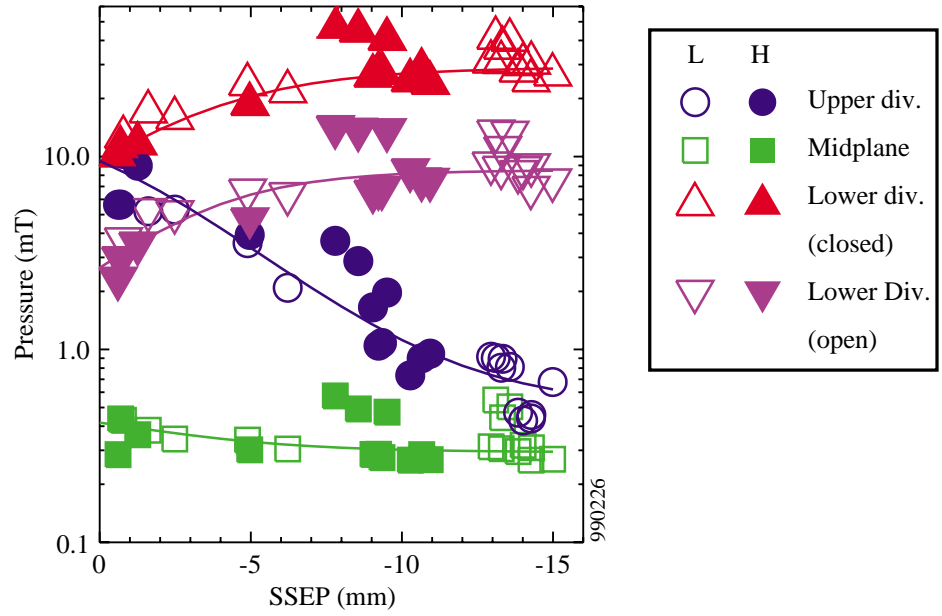 10.0
1.0
0.1
Pressure (mT)
0
-5
-10
-15
SSEP (mm)
990226
L H
Upper div.
Midplane
Lower div.
(closed)
Lower Div.
(open)